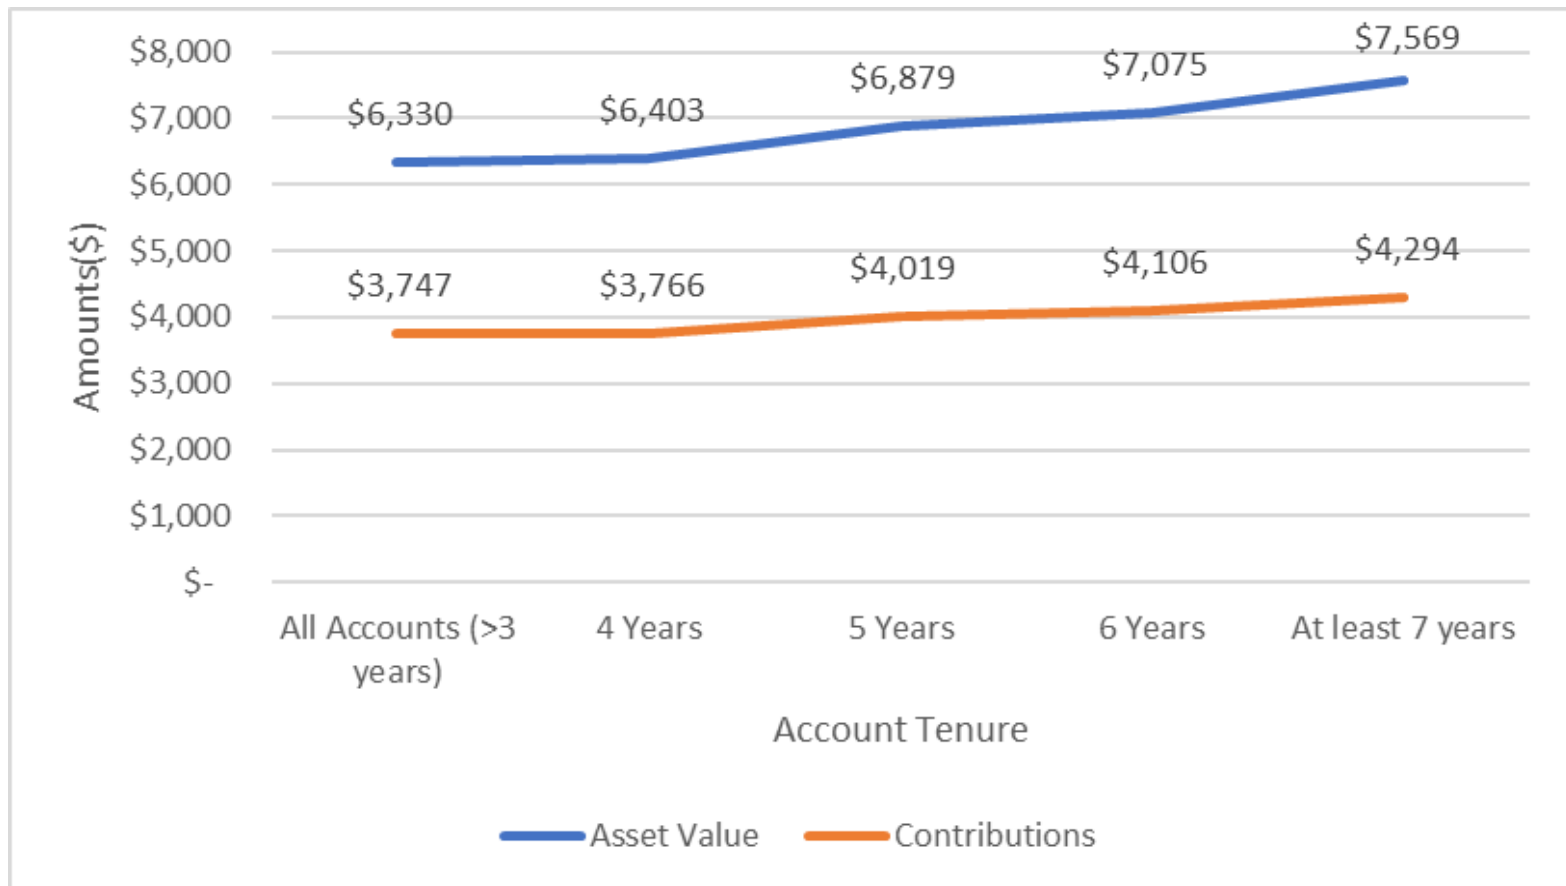 $8,000
$7,000
$6,000
$5,000
$4,000
$3,000
$2,000
$1,000
$-
Amounts($)
$6,330
$6,403
$6,879
$7,075
$7,569
$3,747
$3,766
$4,019
$4,106
$4,294
All Accounts (>3
years)
4 Years
5 Years
6 Years
At least 7 years
Account Tenure
Asset Value
Contributions